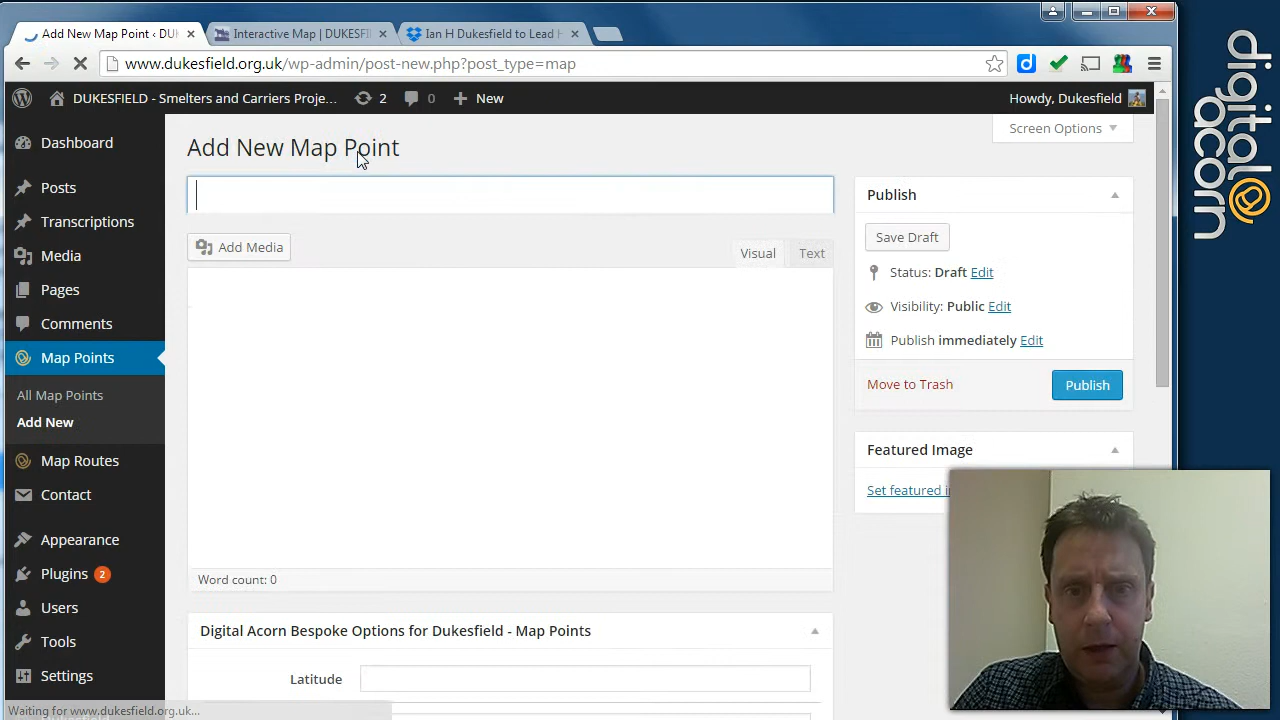 Add New Map Point ‹ DU
Interactive Map | DUKESFI
Ian H Dukesfield to Lead H
www.dukesfield.org.uk/wp-admin/post-new.php?post_type=map
DUKESFIELD - Smelters and Carriers Proje...
2
0
New
Howdy, Dukesfield
Screen Options
Dashboard
Posts
Transcriptions
Media
Pages
Comments
Map Points
All Map Points
Add New
Map Routes
Contact
Appearance
Plugins 2
Users
Tools
Settings
Add New Map Point
Add Media
Visual
Text
Word count: 0
Digital Acorn Bespoke Options for Dukesfield - Map Points
Latitude
Publish
Save Draft
Status: Draft Edit
Visibility: Public Edit
Publish immediately Edit
Move to Trash
Publish
Featured Image
Set featured i
Waiting for www.dukesfield.org.uk...
digital@
acorn